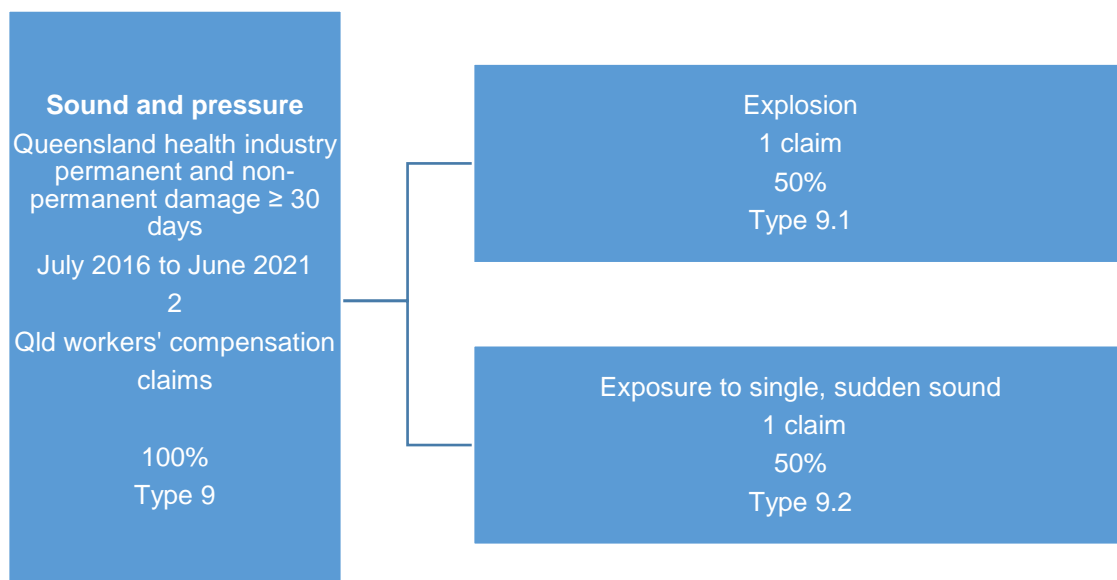 Sound and pressure
Queensland health industry
permanent and non-
permanent damage ≥ 30
days
July 2016 to June 2021
2
Qld workers' compensation
claims
100%
Type 9
Explosion
1 claim
50%
Type 9.1
Exposure to single, sudden sound
1 claim
50%
Type 9.2